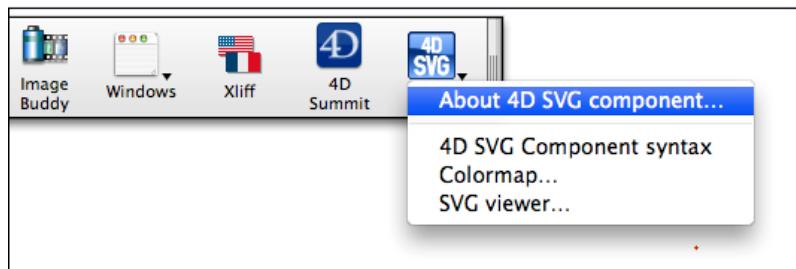 Image
Buddy
Windows
Xliff
4D
4D
Summit
4D
SVG
About 4D SVG component...
4D SVG Component syntax
Colormap...
SVG viewer...